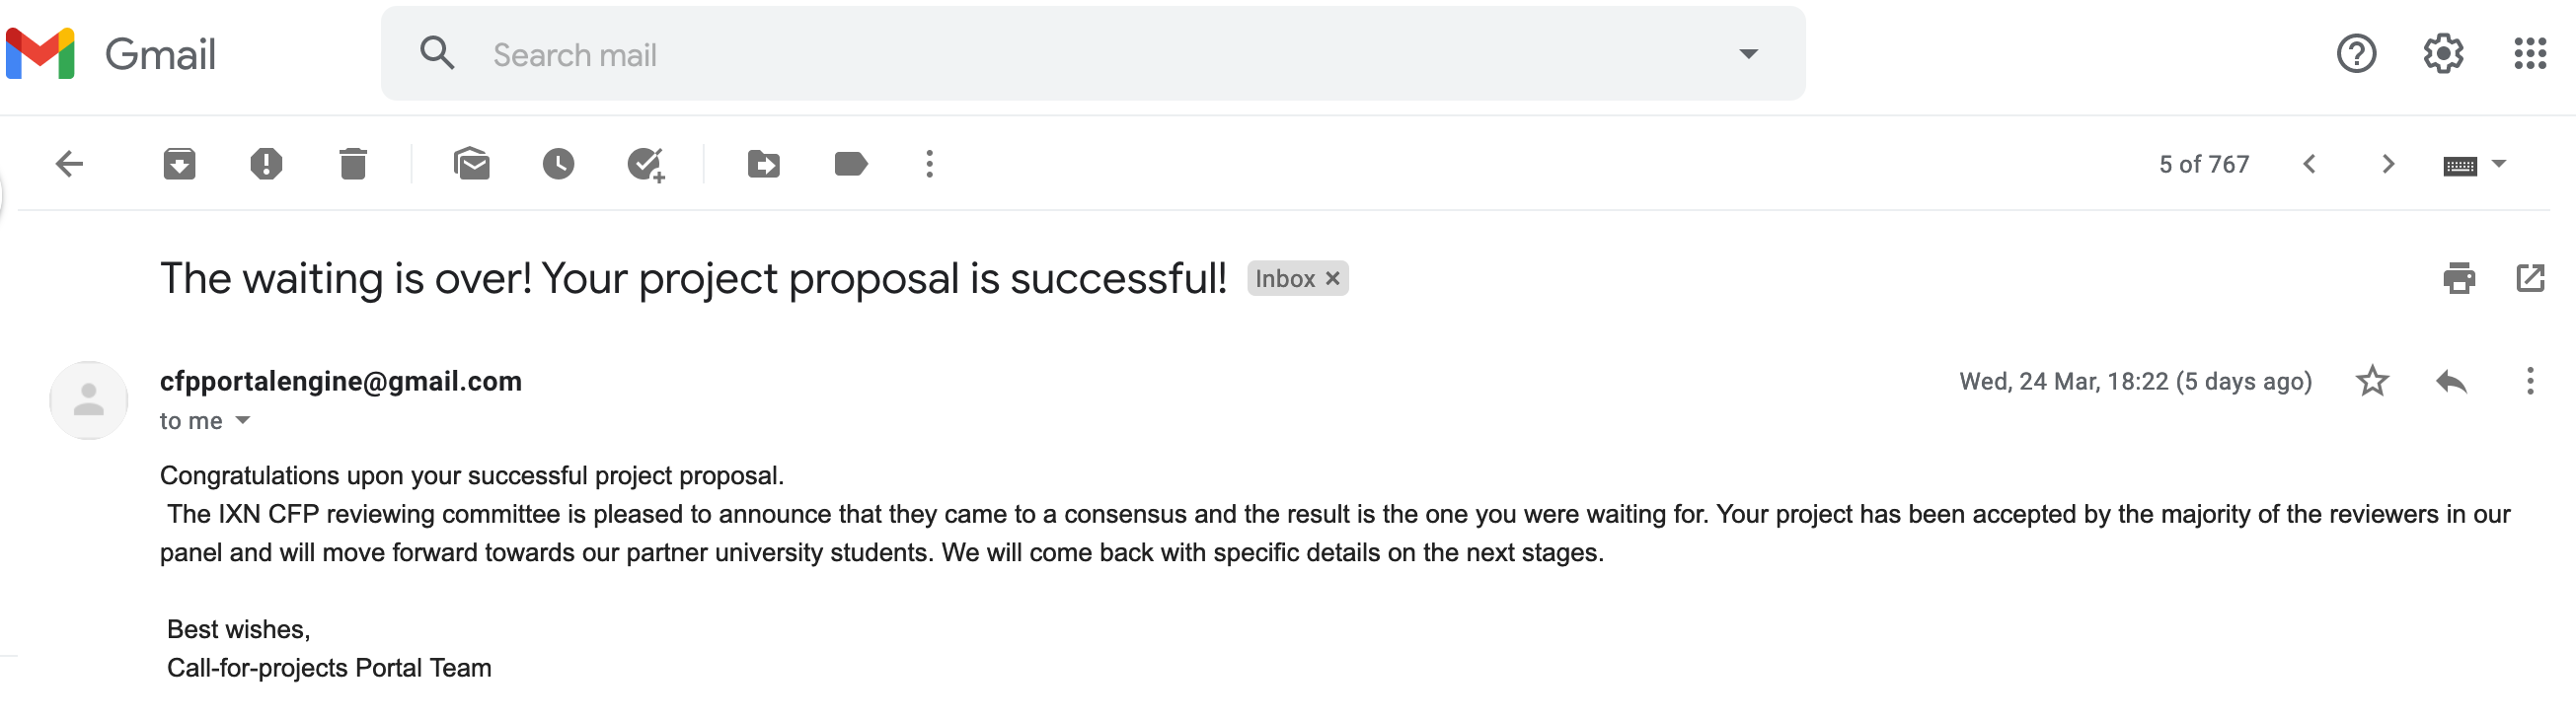 Gmail
Search mail
5 of 767
The waiting is over! Your project proposal is successful! Inbox ×
cfpportalengine@gmail.com
Wed, 24 Mar, 18:22 (5 days ago)
to me
Congratulations upon your successful project proposal.
The IXN CFP reviewing committee is pleased to announce that they came to a consensus and the result is the one you were waiting for. Your project has been accepted by the majority of the reviewers in our
panel and will move forward towards our partner university students. We will come back with specific details on the next stages.
Best wishes,
Call-for-projects Portal Team